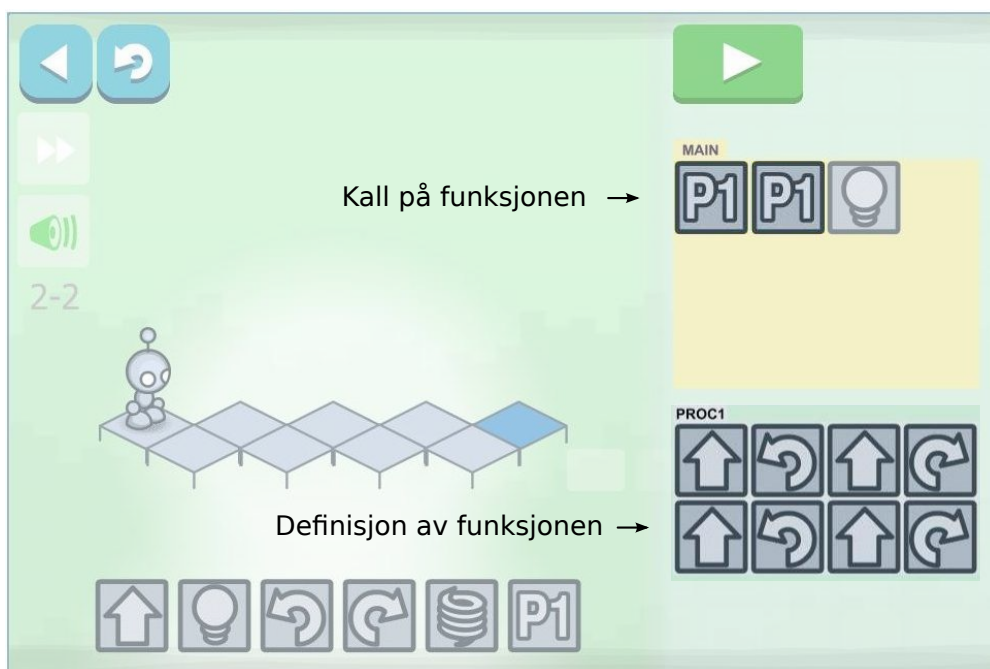 MAIN
P1 P1
Kall på funksjonen
2-2
PROC1
Definisjon av funksjonen
P1